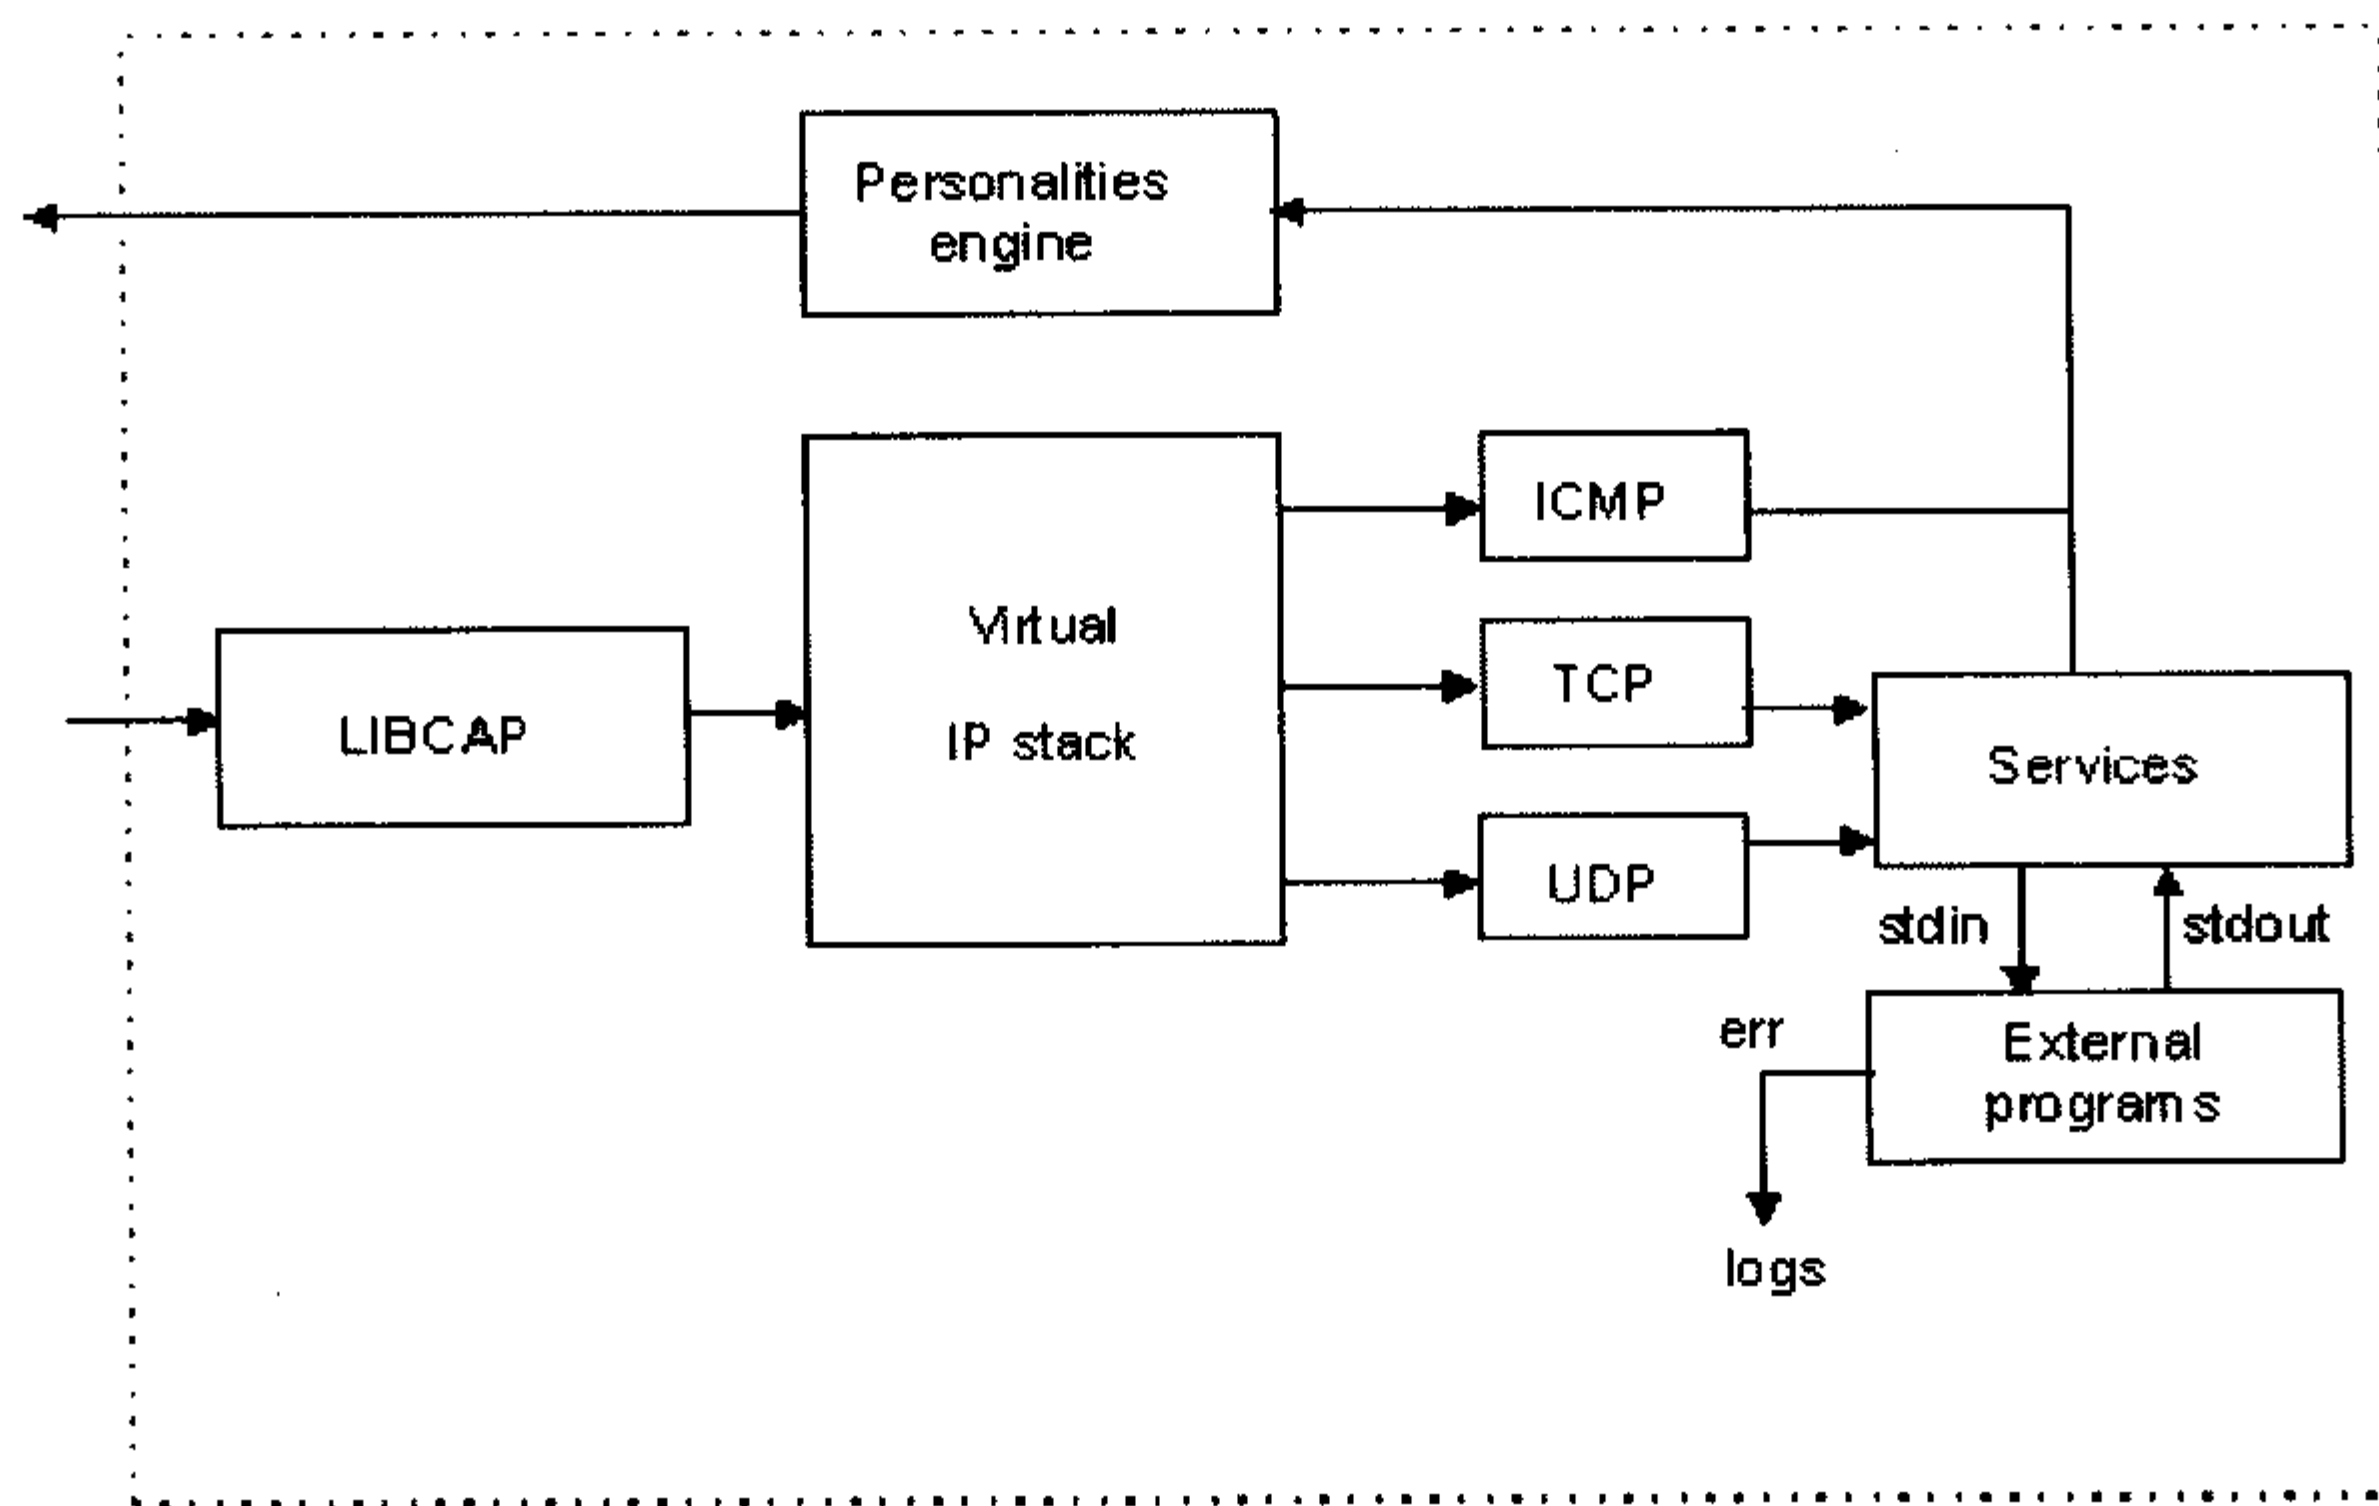 Personalities
engine
ICMP
Virtual
IP stack
LIBCAP
TCP
Services
UDP
stdin
stdout
err
External
programs
logs